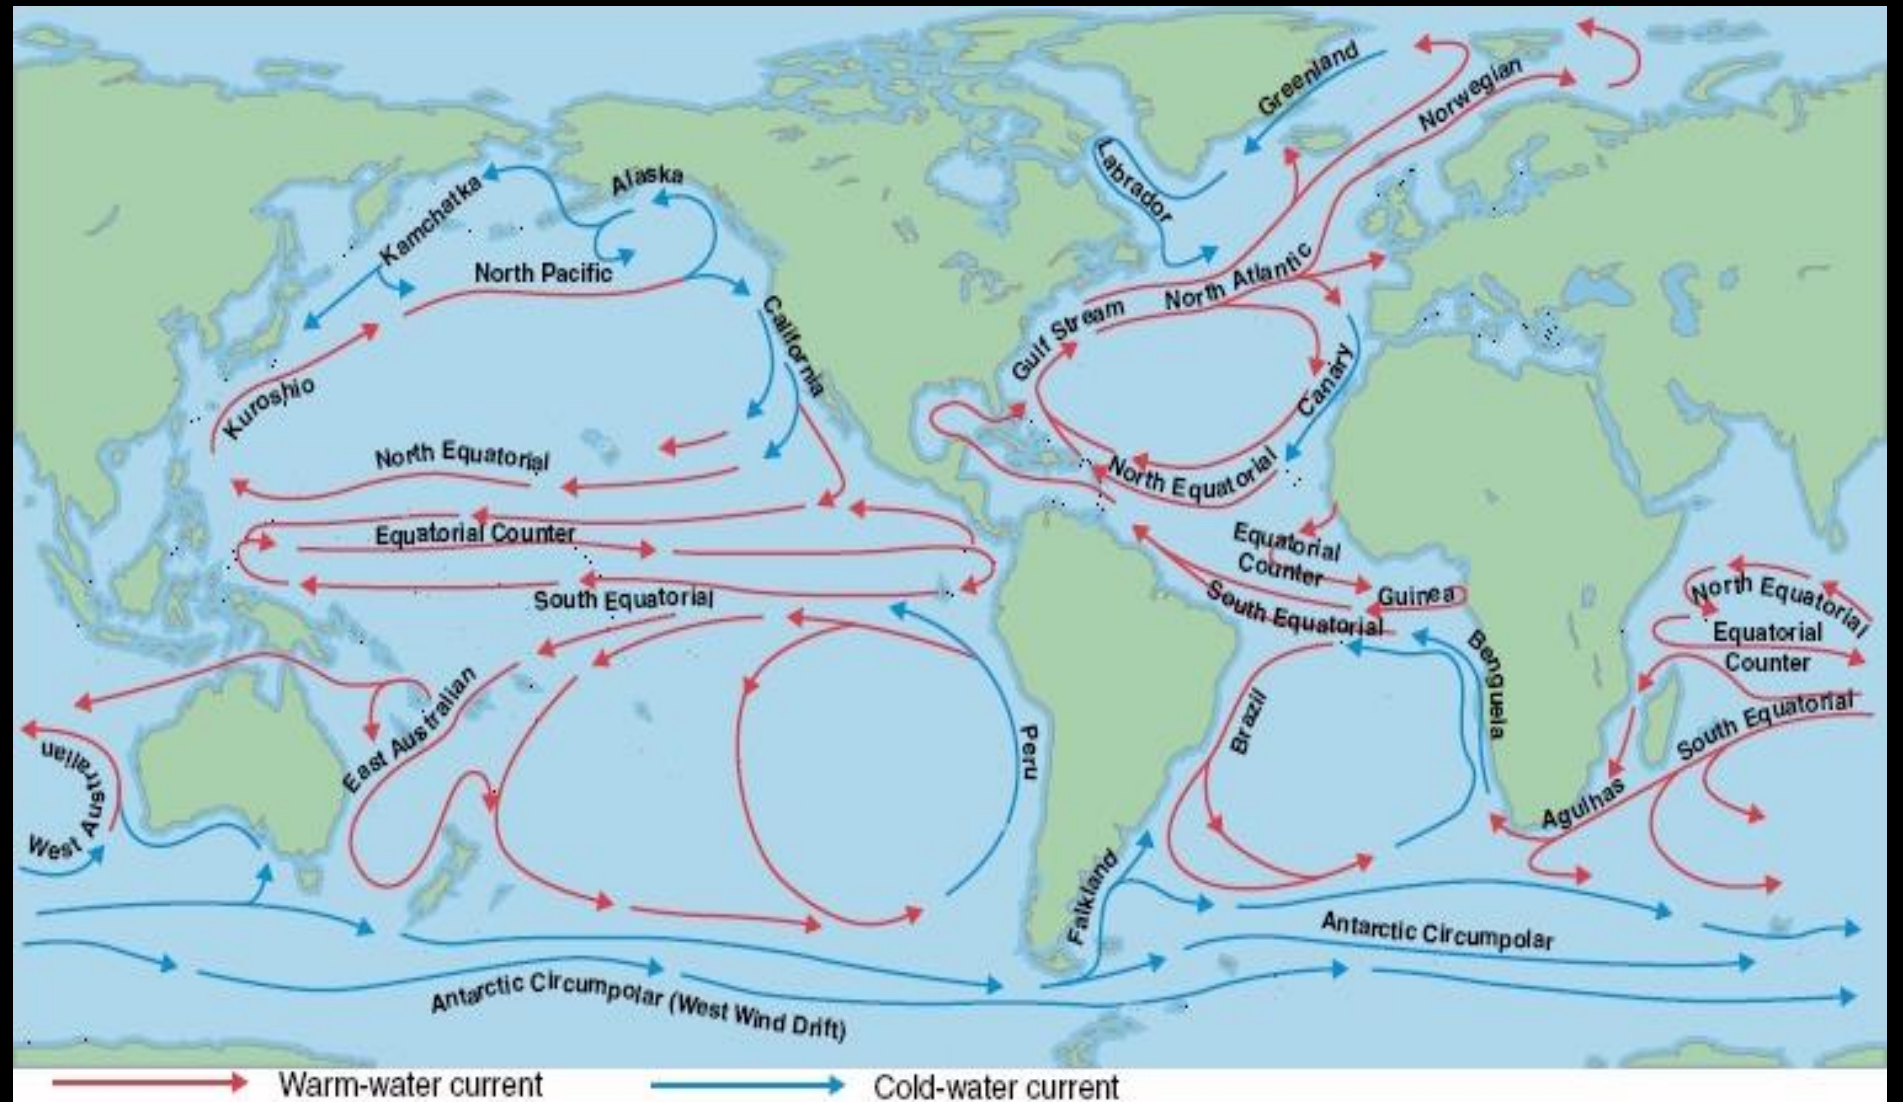 Greenland
Norwegian
Labrador
Alaska
Kamchatka
North Pacific
North Atlantic
Gulf Stream
California
Canary
Kuroshio
North Equatorial
North Equatorial
Equatorial Counter
Equatorial
Counter
Guinea
South Equatorial
South Equatorial
North Equatorial
Equatorial
Counter
South Equatorial
Benguela
Brazil
Peru
East Australian
West Australian
Agulhas
Falkland
Antarctic Circumpolar
Antarctic Circumpolar (West Wind Drift)
Warm-water current
Cold-water current